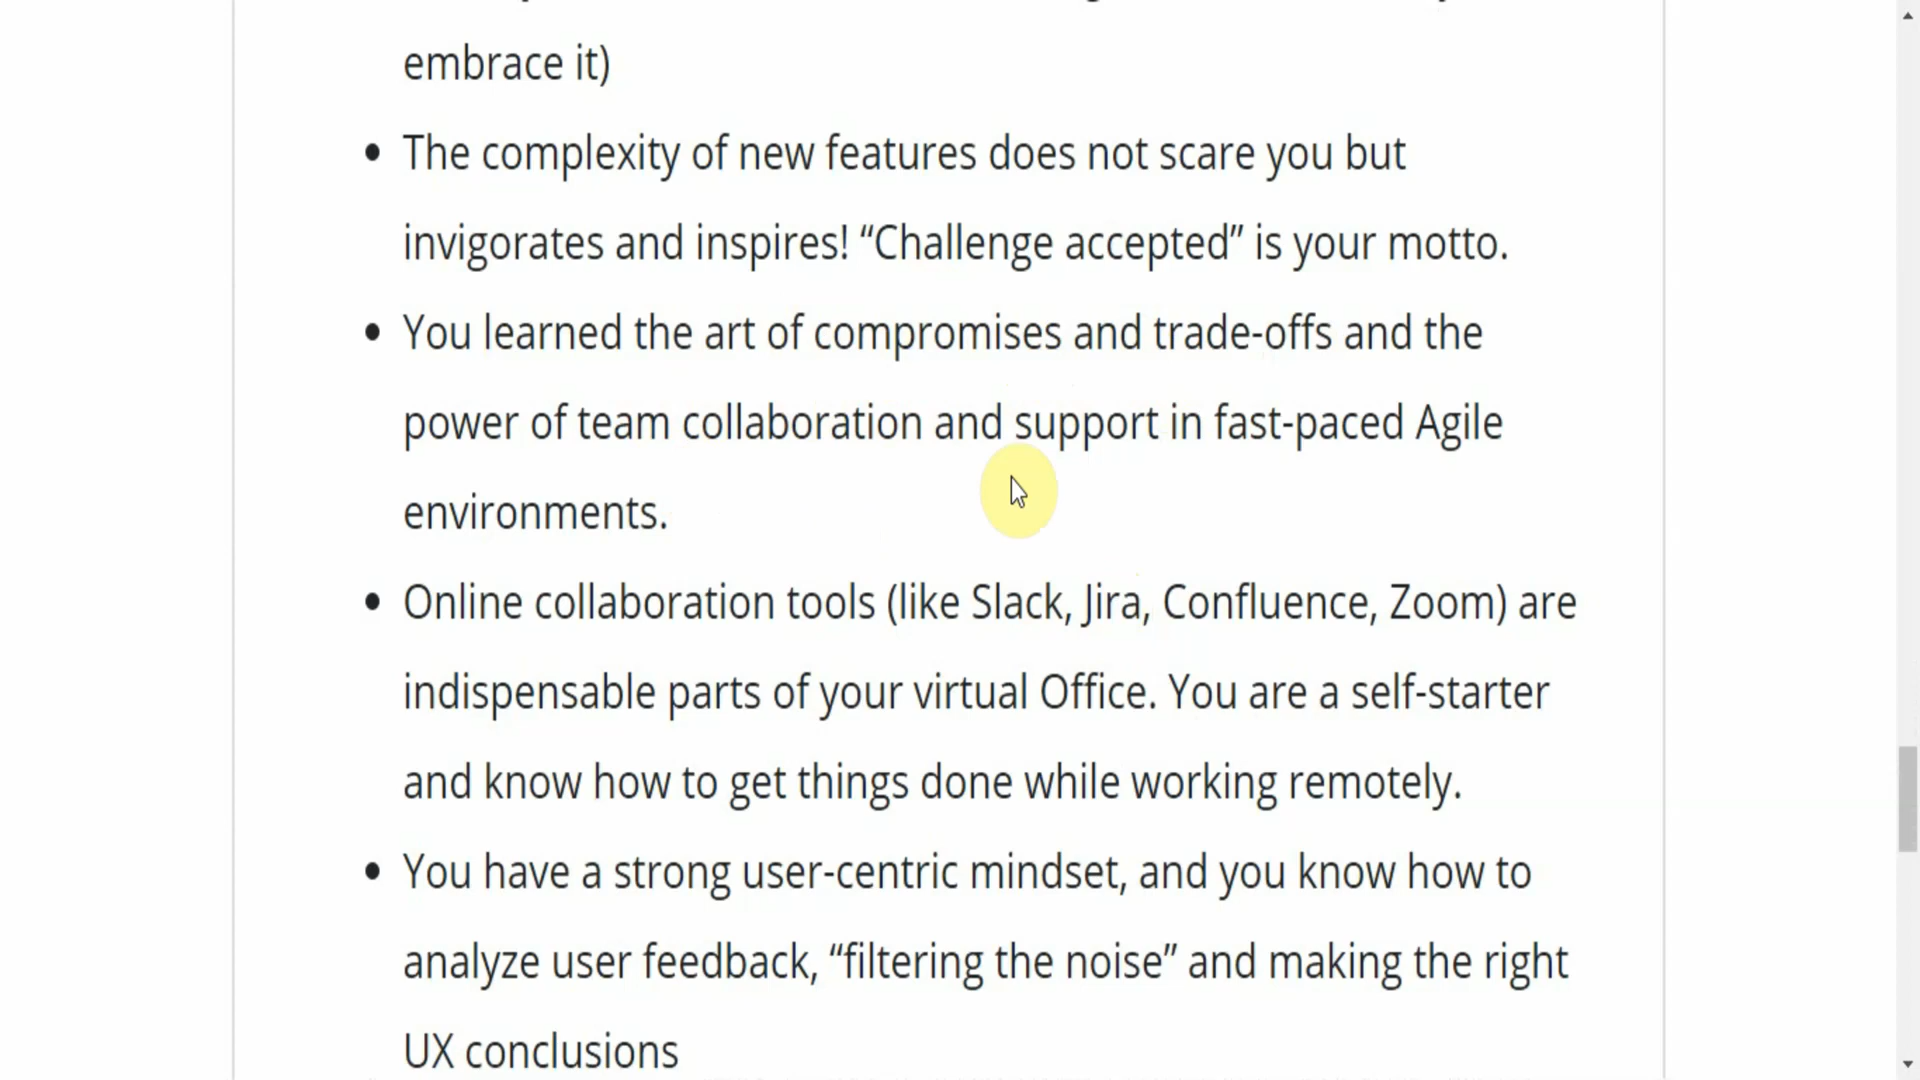 embrace it)
• The complexity of new features does not scare you but
invigorates and inspires! “Challenge accepted” is your motto.
• You learned the art of compromises and trade-offs and the
power of team collaboration and support in fast-paced Agile
environments.
• Online collaboration tools (like Slack, Jira, Confluence, Zoom) are
indispensable parts of your virtual Office. You are a self-starter
and know how to get things done while working remotely.
• You have a strong user-centric mindset, and you know how to
analyze user feedback, “filtering the noise” and making the right
UX conclusions